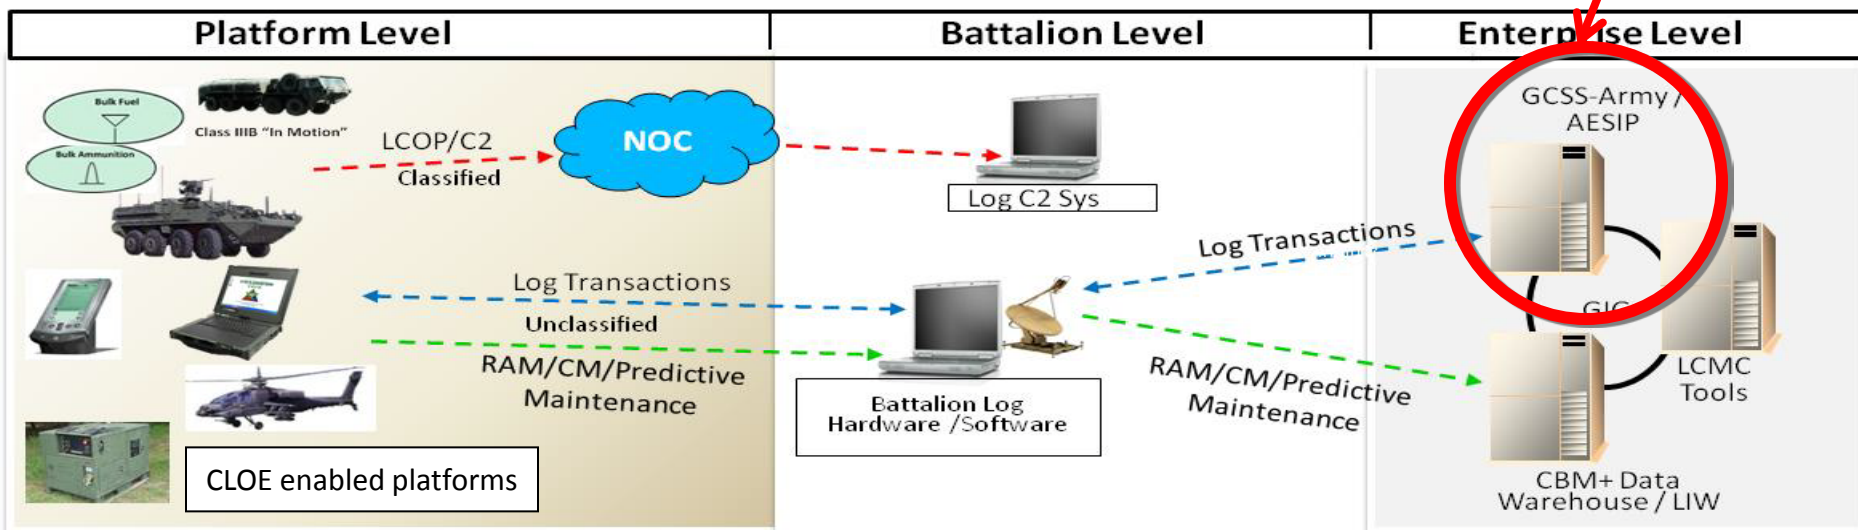 Platform Level
Battalion Level
Enterprise Level
Bulk Fuel
Class IIIB "In Motion"
Bulk Ammunition
LCOP/C2
Classified
NOC
Log C2 Sys
GCSS-Army /
AESIP
Log Transactions
Unclassified
RAM/CM/Predictive
Maintenance
Battalion Log
Hardware /Software
Log Transactions
RAM/CM/Predictive
Maintenance
LCMC
Tools
CBM+ Data
Warehouse / LIW
CLOE enabled platforms